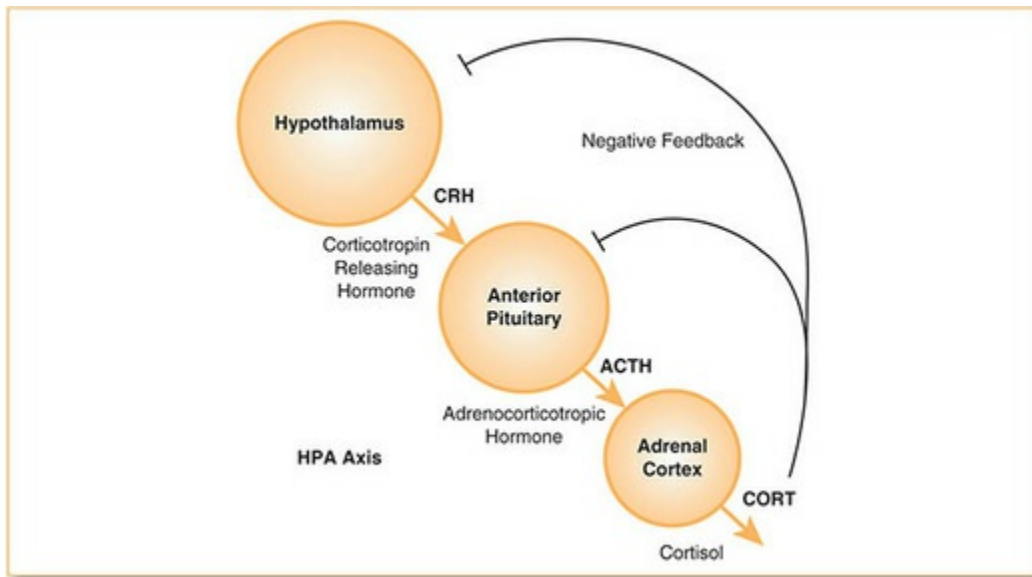 Hypothalamus
Negative Feedback
CRH
Corticotropin
Releasing
Hormone
Anterior
Pituitary
ACTH
Adrenocorticotropic
Hormone
HPA Axis
Adrenal
Cortex
CORT
Cortisol